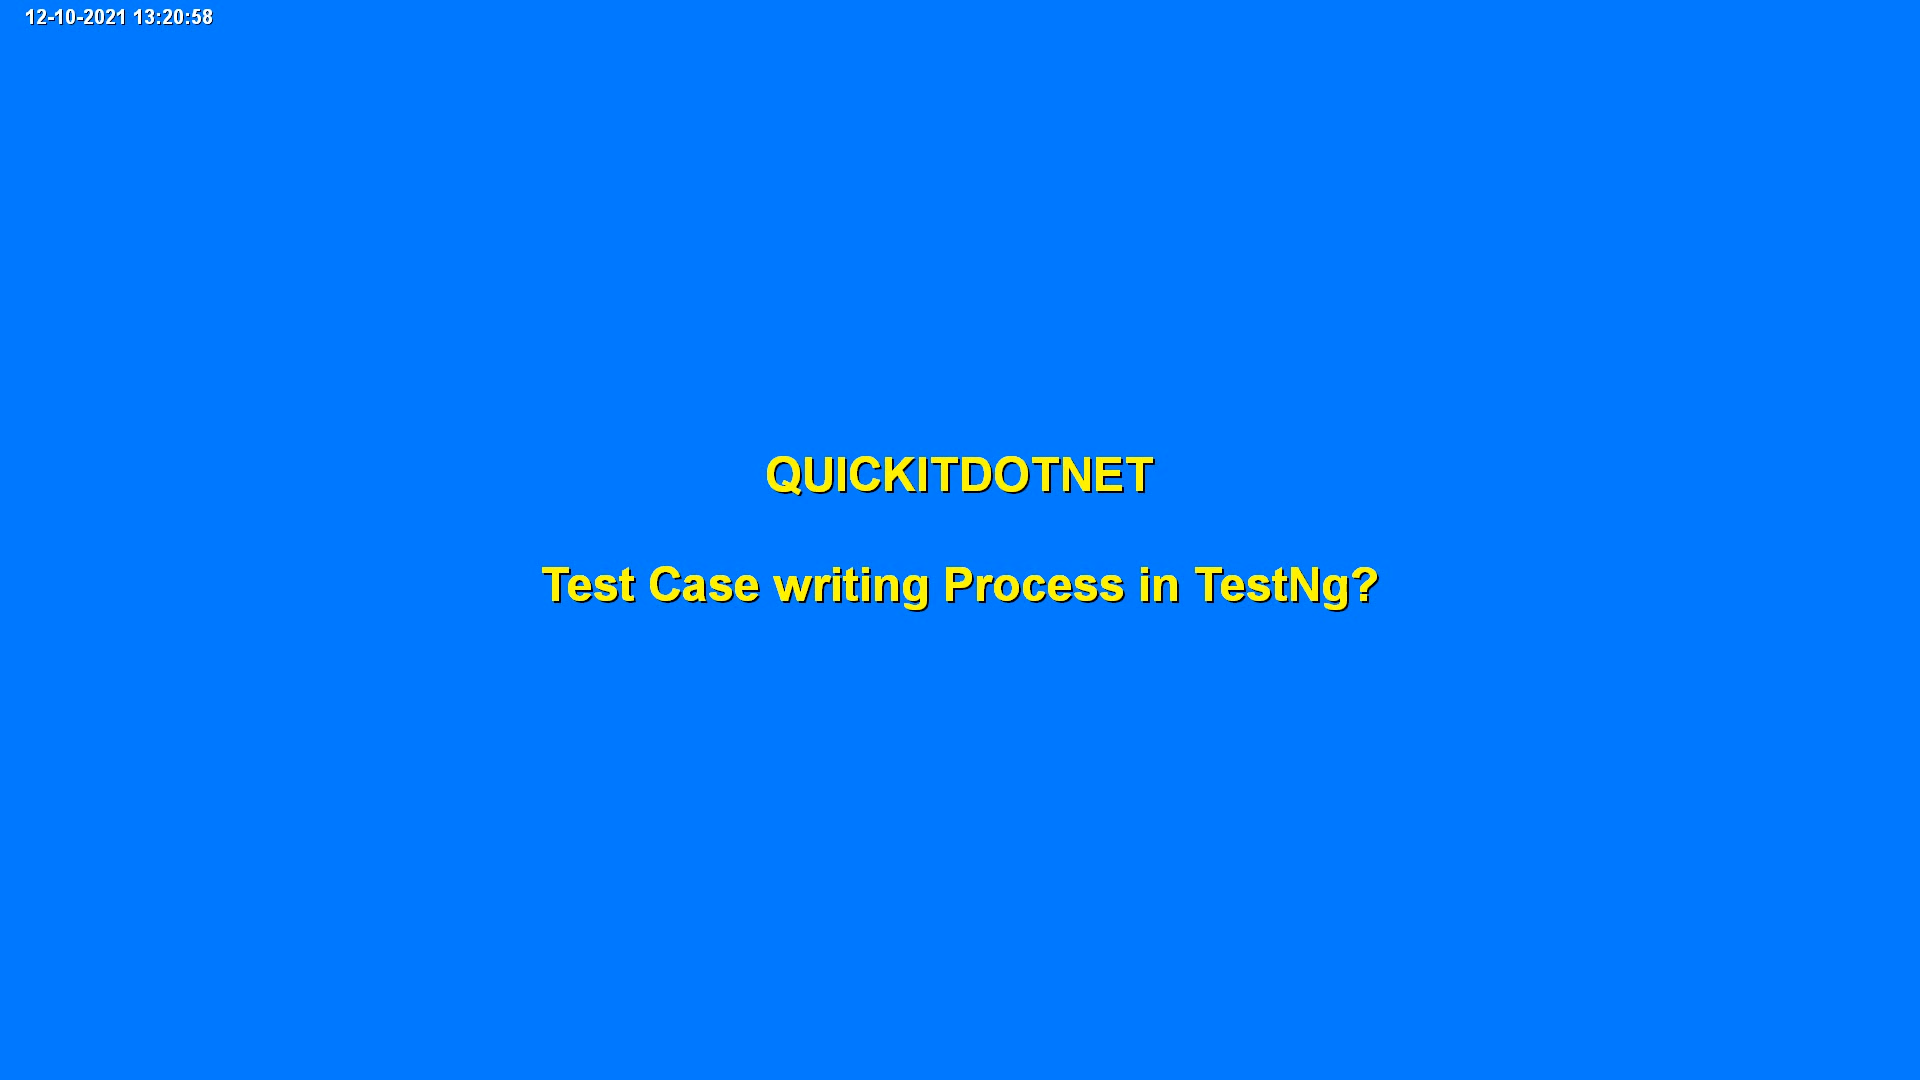 12-10-2021 13:20:58
QUICKITDOTNET
Test Case writing Process in TestNg?